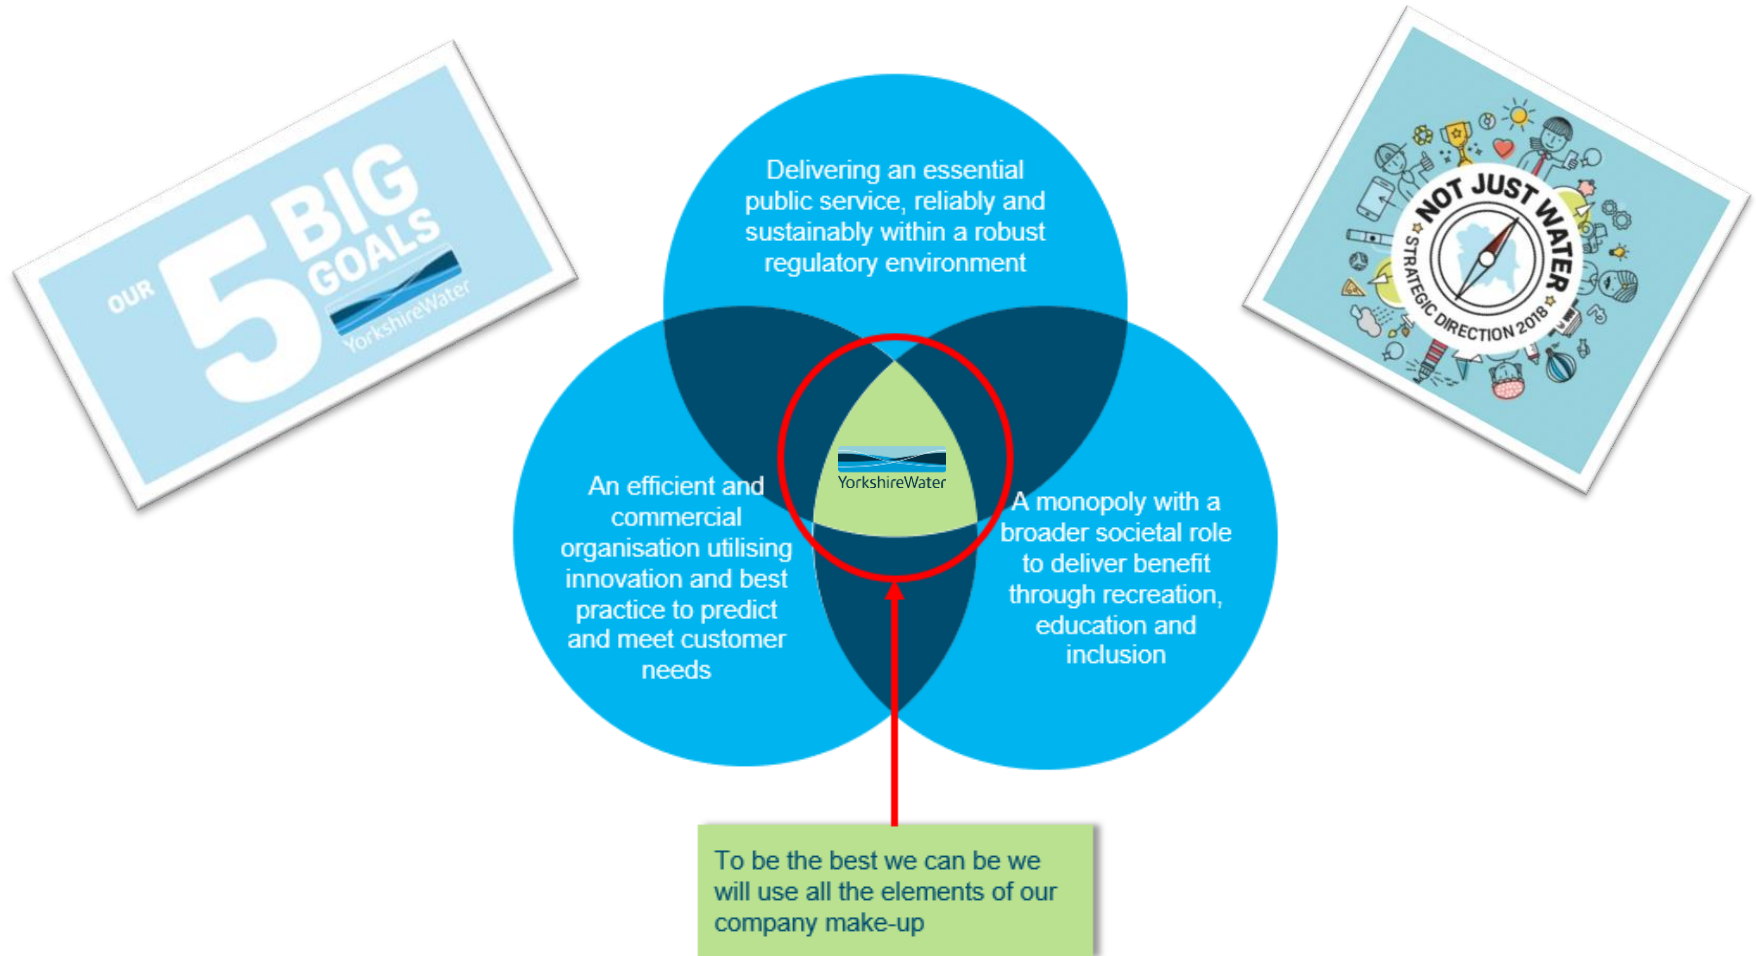 OUR
5
BIG
GOALS
YorkshireWater
Delivering an essential
public service, reliably and
sustainably within a robust
regulatory environment
NOT JUST WATER
STRATEGIC DIRECTION 2018
YorkshireWater
An efficient and
commercial
organisation utilising
innovation and best
practice to predict
and meet customer
needs
A monopoly with a
broader societal role
to deliver benefit
through recreation,
education and
inclusion
To be the best we can be we
will use all the elements of our
company make-up